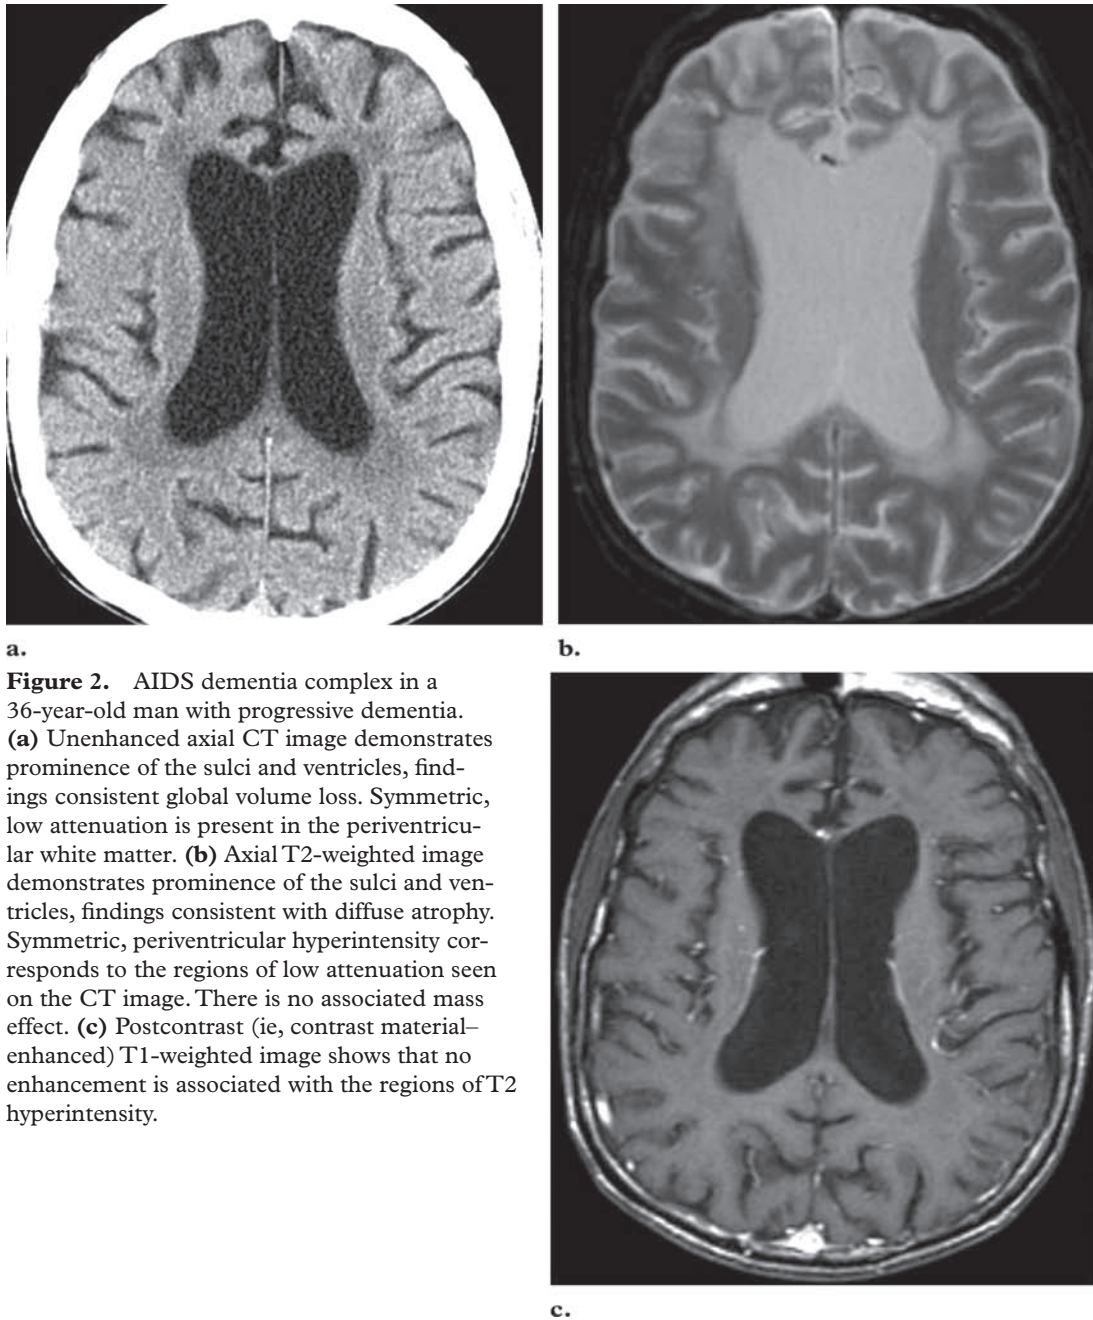 a.
b.
Figure 2. AIDS dementia complex in a
36-year-old man with progressive dementia.
(a) Unenhanced axial CT image demonstrates
prominence of the sulci and ventricles, find-
ings consistent global volume loss. Symmetric,
low attenuation is present in the periventricu-
lar white matter. (b) Axial T2-weighted image
demonstrates prominence of the sulci and ven-
tricles, findings consistent with diffuse atrophy.
Symmetric, periventricular hyperintensity cor-
responds to the regions of low attenuation seen
on the CT image. There is no associated mass
effect. (c) Postcontrast (ie, contrast material–
enhanced) T1-weighted image shows that no
enhancement is associated with the regions of T2
hyperintensity.
c.